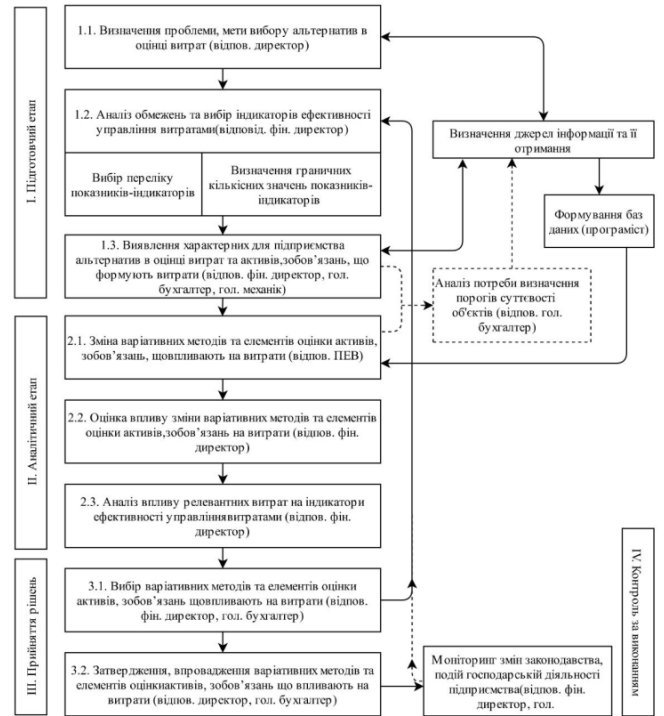 І. Підготовчий етап
1.1. Визначення проблеми, мети вибору альтернатив в
оцінці витрат (відпов. директор)
1.2. Аналіз обмежень та вибір індикаторів ефективності
управління витратами(відповід. фін. директор)
Вибір переліку
показників-індикаторів
Визначення граничних
кількісних значень показників-
індикаторів
1.3. Виявлення характерних для підприємства
альтернатив в оцінці витрат та активів,зобов’язань, що
формують витрати (відпов. фін. директор, гол.
бухгалтер, гол. механік)
Визначення джерел інформації та її
отримання
Формування баз
даних (програміст)
Аналіз потреби визначення
порогів суттєвості
об'єктів (відпов. гол.
бухгалтер)
ІІ. Аналітичний етап
2.1. Зміна варіативних методів та елементів оцінки активів,
зобов’язань, щовпливають на витрати (відпов. ПЕВ)
2.2. Оцінка впливу зміни варіативних методів та елементів
оцінки активів,зобов’язань на витрати (відпов. фін.
директор)
2.3. Аналіз впливу релевантних витрат на індикатори
ефективності управліннявитратами (відпов. фін.
директор)
ІІІ. Прийняття рішень
3.1. Вибір варіативних методів та елементів оцінки
активів, зобов’язань щовпливають на витрати (відпов.
фін. директор, гол. бухгалтер)
3.2. Затвердження, впровадження варіативних методів та
елементів оцінкиактивів, зобов’язань що впливають на
витрати (відпов. директор, гол. бухгалтер)
Моніторинг змін законодавства,
подій господарській діяльності
підприємства(відпов. фін.
директор, гол.
IV. Контроль за
виконанням